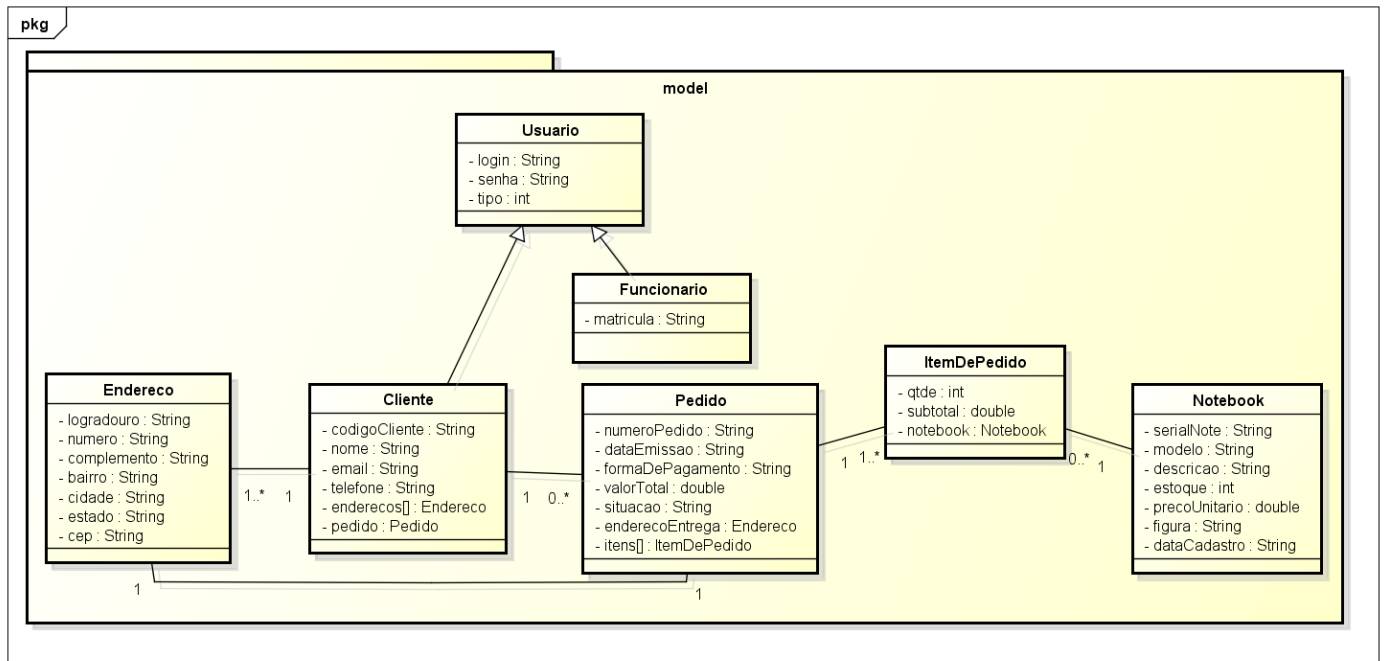 pkg
model
Usuario
- login : String
- senha : String
- tipo : int
Funcionario
- matricula : String
Endereco
- logradouro : String
- numero : String
- complemento : String
- bairro : String
- cidade : String
- estado : String
- cep : String
1..*
1
Cliente
- codigoCliente : String
- nome : String
- email : String
- telefone : String
- enderecos[] : Endereco
- pedido : Pedido
1
0..*
Pedido
- numeroPedido : String
- dataEmissao : String
- formaDePagamento : String
- valorTotal : double
- situacao : String
- enderecoEntrega : Endereco
- itens[] : ItemDePedido
1
1..*
ItemDePedido
- qtde : int
- subtotal : double
- notebook : Notebook
0..*
1
Notebook
- serialNote : String
- modelo : String
- descricao : String
- estoque : int
- precoUnitario : double
- figura : String
- dataCadastro : String
1
1